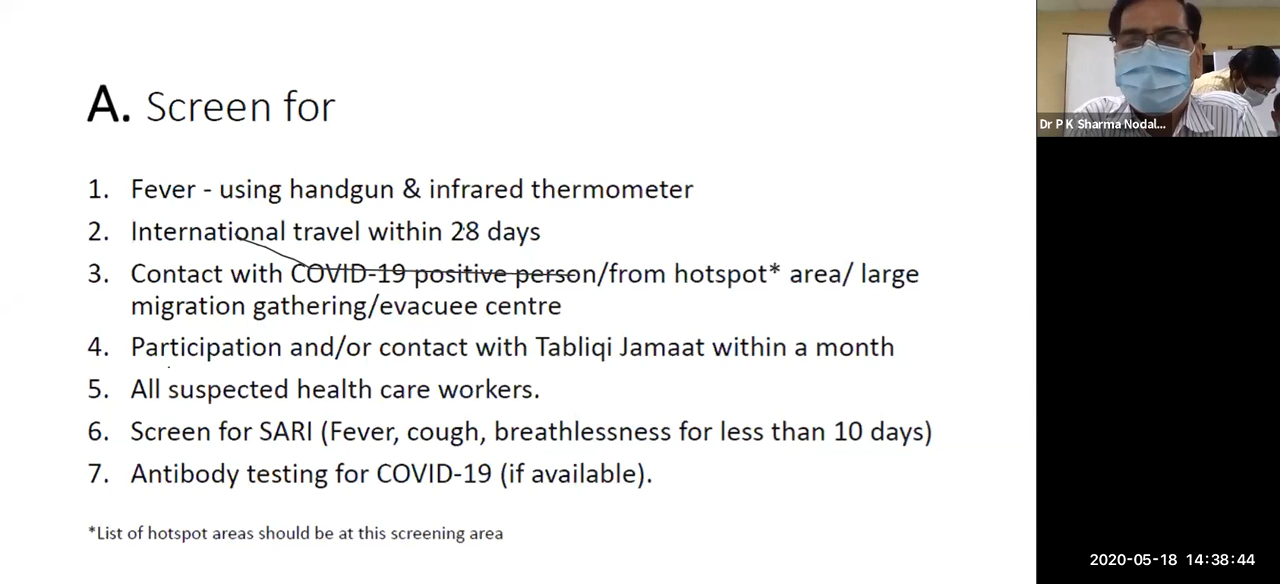 A. Screen for
1. Fever - using handgun & infrared thermometer
2. International travel within 28 days
3. Contact with COVID-19 positive person/from hotspot* area/ large
migration gathering/evacuee centre
4. Participation and/or contact with Tabliqi Jamaat within a month
5. All suspected health care workers.
6. Screen for SARI (Fever, cough, breathlessness for less than 10 days)
7. Antibody testing for COVID-19 (if available).
*List of hotspot areas should be at this screening area
Dr P K Sharma Nodal...
2020-05-18 14:38:44